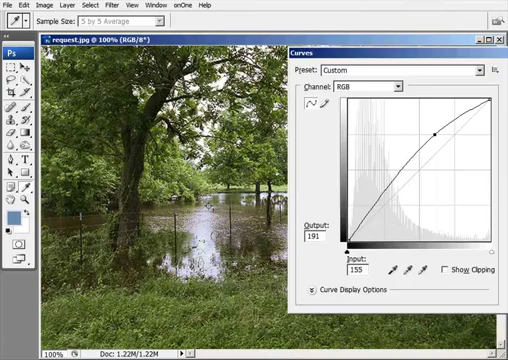 File Edit Image Layer Select Filter View Window onOne Help
Sample Size: 5 by 5 Average
Ps
request.jpg @ 100% (RGB/8*)
Curves
Preset: Custom
Channel: RGB
Output:
191
Input:
155
Show Clipping
Curve Display Options
100% Doc: 1.22M/1.22M